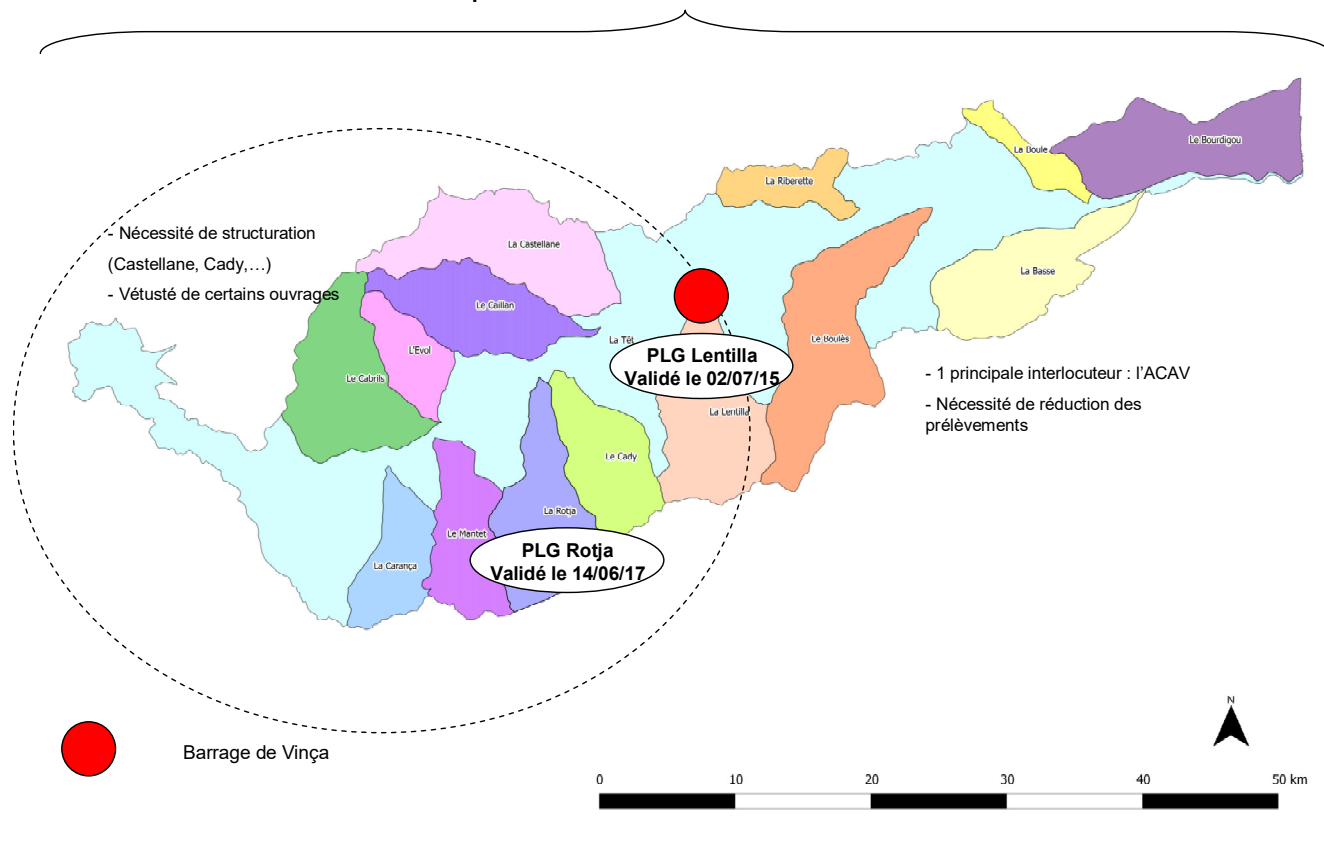 Le Bourdigou
La Boule
La Riberette
- Nécessité de structuration
(Castellane, Cady,…)
- Vétusté de certains ouvrages
La Castellane
La Basse
Le Caillan
La Têt
Le Boulès
L'Evol
Le Cabrils
PLG Lentilla
Validé le 02/07/15
- 1 principale interlocuteur : l’ACAV
- Nécessité de réduction des
prélèvements
La Lentilla
Le Cady
La Rotja
Le Mantet
La Carança
PLG Rotja
Validé le 14/06/17
N
Barrage de Vinça
0 10 20 30 40 50 km